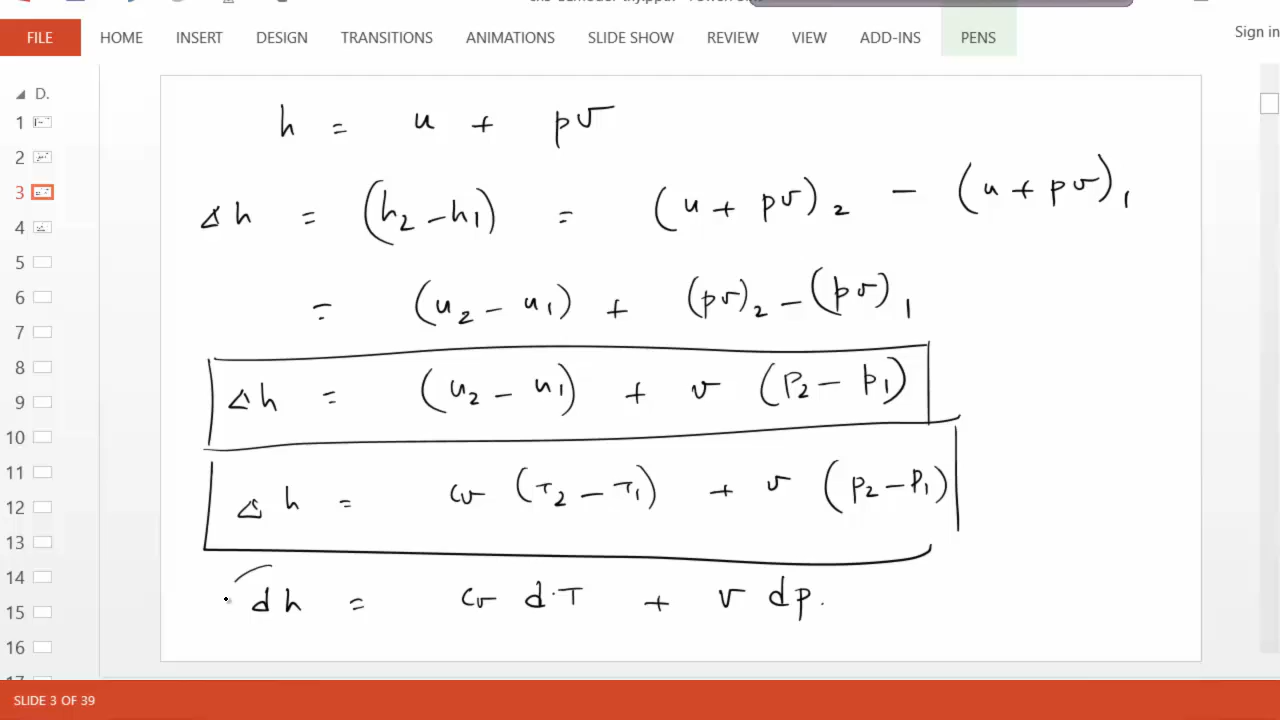 FILE HOME INSERT DESIGN TRANSITIONS ANIMATIONS SLIDE SHOW REVIEW VIEW ADD-INS PENS Sign in
D.
1
2
3
4
5
6
7
8
9
10
11
12
13
14
15
16
h = u + pv
Δh = (h₂ - h₁) = (u + pv)₂ - (u + pv)₁
= (u₂ - u₁) + (pv)₂ - (pv)₁
Δh = (u₂ - u₁) + v (P₂ - p₁)
Δh = cv (T₂ - T₁) + v (p₂ - p₁)
dh = cv d.T + v dp.
SLIDE 3 OF 39